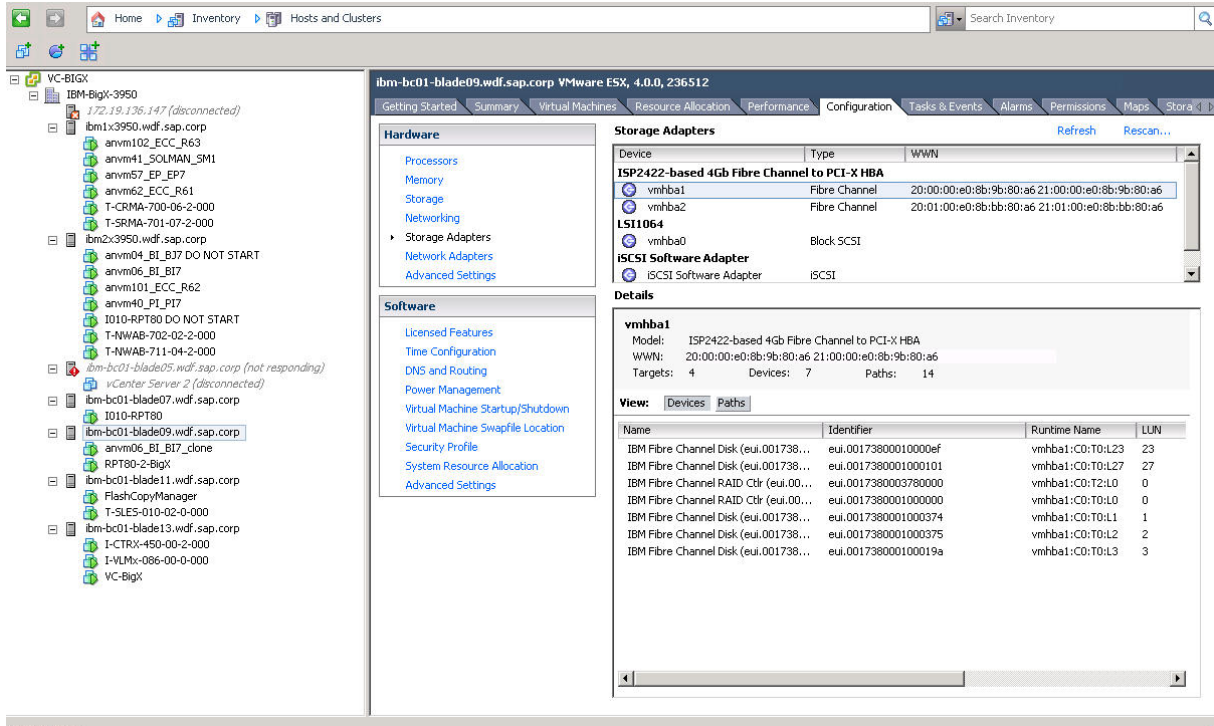 Home Inventory Hosts and Clusters
Search Inventory
VC-BIGX
IBM-BigX-3950
172.19.136.147 (disconnected)
ibm1x3950.wdf.sap.corp
anvm102_ECC_R63
anvm41_SOLMAN_SM1
anvm57_EP_EP7
anvm62_ECC_R61
T-CRMA-700-06-2-000
T-SRMA-701-07-2-000
ibm2x3950.wdf.sap.corp
anvm04_BI_BJ7 DO NOT START
anvm06_BI_BI7
anvm101_ECC_R62
anvm40_PI_PI7
I010-RPT80 DO NOT START
T-NWAB-702-02-2-000
T-NWAB-711-04-2-000
ibm-bc01-blade05.wdf.sap.corp (not responding)
vCenter Server 2 (disconnected)
ibm-bc01-blade07.wdf.sap.corp
I010-RPT80
ibm-bc01-blade09.wdf.sap.corp
anvm06_BI_BI7_clone
RPT80-2-BigX
ibm-bc01-blade11.wdf.sap.corp
FlashCopyManager
T-SLES-010-02-0-000
ibm-bc01-blade13.wdf.sap.corp
I-CTRX-450-00-2-000
I-VLMx-086-00-0-000
VC-BigX
ibm-bc01-blade09.wdf.sap.corp VMware ESX, 4.0.0, 236512
Getting Started Summary Virtual Machines Resource Allocation Performance Configuration Tasks & Events Alarms Permissions Maps Stora
Hardware
Processors
Memory
Storage
Networking
Storage Adapters
Network Adapters
Advanced Settings
Software
Licensed Features
Time Configuration
DNS and Routing
Power Management
Virtual Machine Startup/Shutdown
Virtual Machine Swapfile Location
Security Profile
System Resource Allocation
Advanced Settings
Storage Adapters Refresh Rescan...
Device Type WWN
ISP2422-based 4Gb Fibre Channel to PCI-X HBA
vmhba1 Fibre Channel 20:00:00:e0:8b:9b:80:a6 21:00:00:e0:8b:9b:80:a6
vmhba2 Fibre Channel 20:01:00:e0:8b:bb:80:a6 21:01:00:e0:8b:bb:80:a6
LSI1064
vmhba0 Block SCSI
iSCSI Software Adapter
iSCSI Software Adapter iSCSI
Details
vmhba1
Model: ISP2422-based 4Gb Fibre Channel to PCI-X HBA
WWN: 20:00:00:e0:8b:9b:80:a6 21:00:00:e0:8b:9b:80:a6
Targets: 4 Devices: 7 Paths: 14
View: Devices Paths
Name Identifier Runtime Name LUN
IBM Fibre Channel Disk (eui.001738... eui.00173800010000ef vmhba1:C0:T0:L23 23
IBM Fibre Channel Disk (eui.001738... eui.0017380001000101 vmhba1:C0:T0:L27 27
IBM Fibre Channel RAID Ctlr (eui.00... eui.0017380003780000 vmhba1:C0:T2:L0 0
IBM Fibre Channel RAID Ctlr (eui.00... eui.0017380001000000 vmhba1:C0:T0:L0 0
IBM Fibre Channel Disk (eui.001738... eui.0017380001000374 vmhba1:C0:T0:L1 1
IBM Fibre Channel Disk (eui.001738... eui.0017380001000375 vmhba1:C0:T0:L2 2
IBM Fibre Channel Disk (eui.001738... eui.001738000100019a vmhba1:C0:T0:L3 3